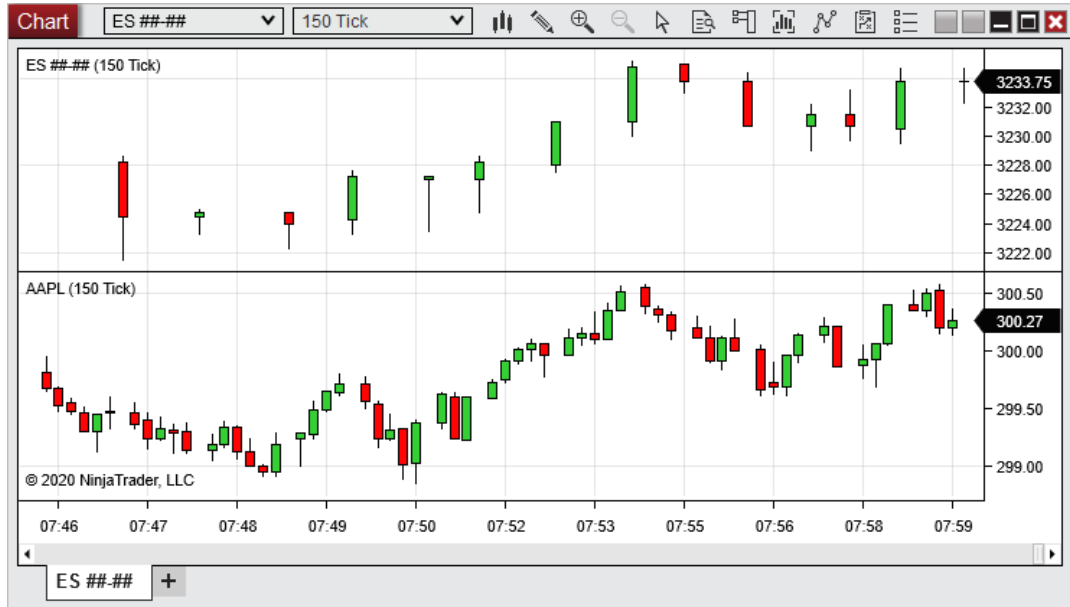 Chart ES ##-## 150 Tick
ES ##-## (150 Tick)
3233.75
3232.00
3230.00
3228.00
3226.00
3224.00
3222.00
AAPL (150 Tick)
300.50
300.27
300.00
299.50
299.00
© 2020 NinjaTrader, LLC
07:46 07:47 07:48 07:49 07:50 07:52 07:53 07:55 07:56 07:58 07:59
ES ##-## +